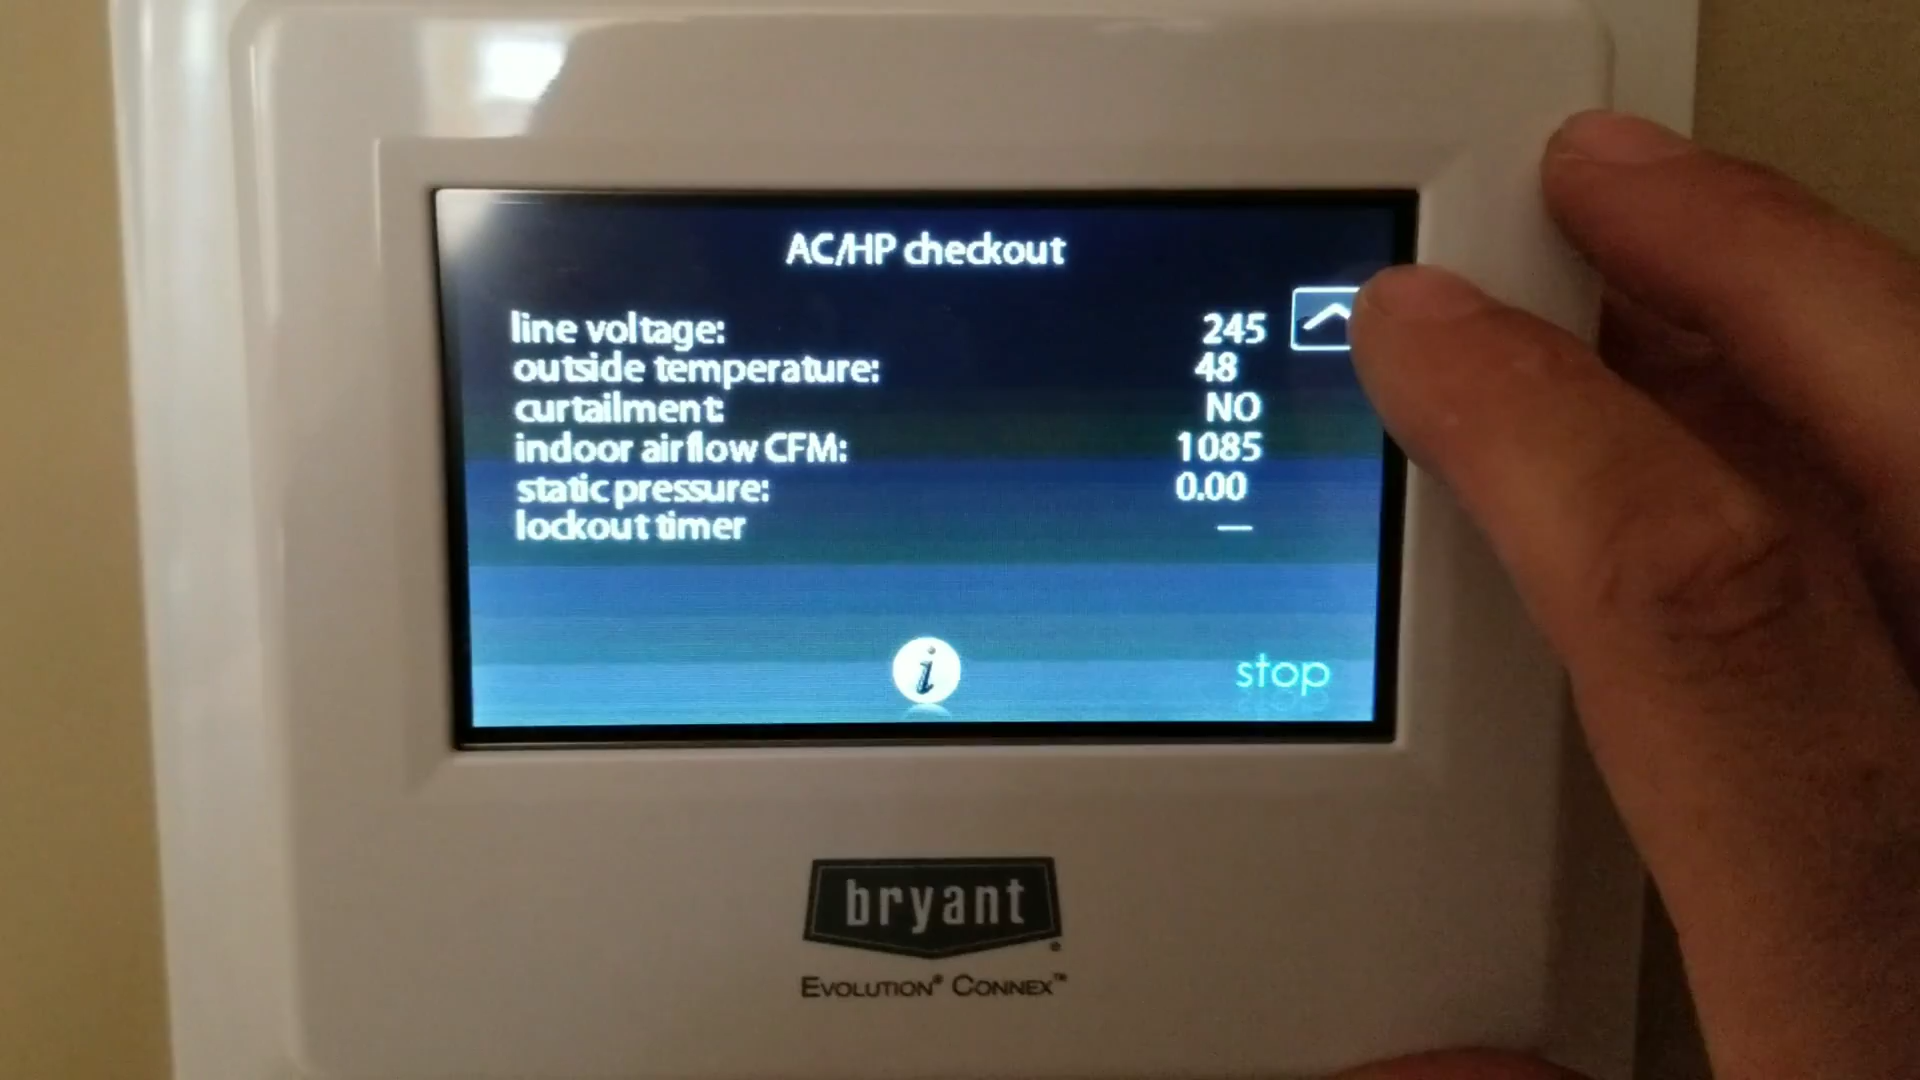 AC/HP checkout
line voltage: 245
outside temperature: 48
curtailment: NO
indoor airflow CFM: 1085
static pressure: 0.00
lockout timer —
i
stop
bryant
EVOLUTION® CONNEX™